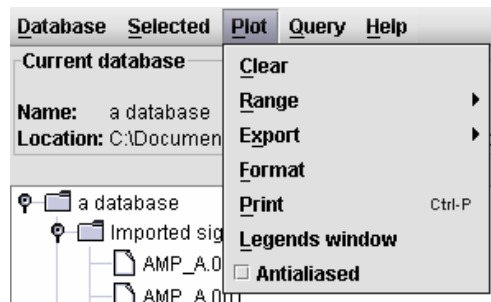 Database Selected Plot Query Help
Current database
Name: a database
Location: C:\Documen
Clear
Range
Export
Format
Print Ctrl-P
Legends window
Antialiased
a database
Imported sig
AMP_A.0